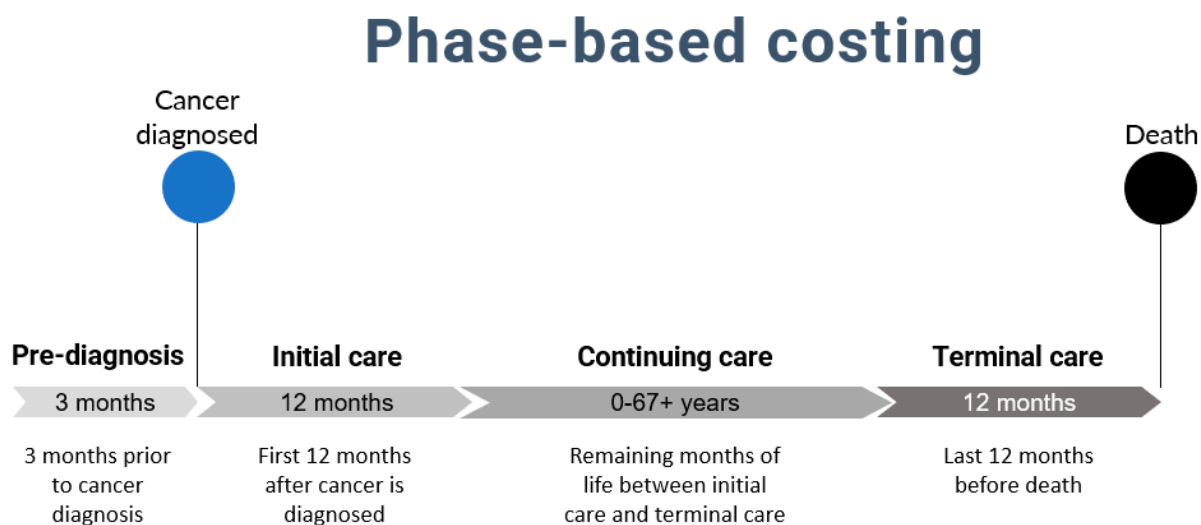 Phase-based costing
Cancer
diagnosed
Death
Pre-diagnosis
Initial care
Continuing care
Terminal care
3 months
12 months
0-67+ years
12 months
3 months prior
to cancer
diagnosis
First 12 months
after cancer is
diagnosed
Remaining months of
life between initial
care and terminal care
Last 12 months
before death